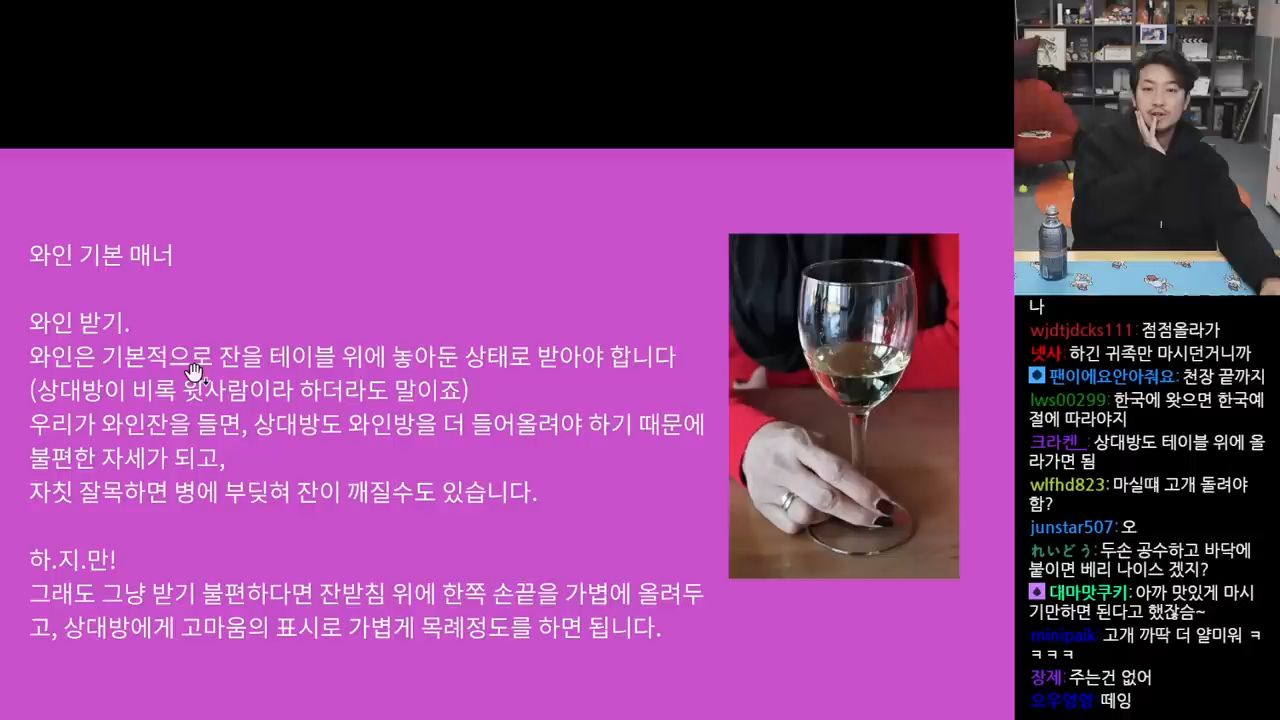 와인 기본 매너
와인 받기.
와인은 기본적으로 잔을 테이블 위에 놓아둔 상태로 받아야 합니다
(상대방이 비록 윗사람이라 하더라도 말이죠)
우리가 와인잔을 들면, 상대방도 와인방을 더 들어올려야 하기 때문에
불편한 자세가 되고,
자칫 잘목하면 병에 부딪혀 잔이 깨질수도 있습니다.
하.지.만!
그래도 그냥 받기 불편하다면 잔받침 위에 한쪽 손끝을 가볍에 올려두
고, 상대방에게 고마움의 표시로 가볍게 목례정도를 하면 됩니다.
나
wjdtjdcks111: 점점올라가
넷사: 하긴 귀족만 마시던거니까
팬이에요안아줘요: 천장 끝까지
lws00299: 한국에 왓으면 한국예
절에 따라야지
크라켄_: 상대방도 테이블 위에 올
라가면 됨
wlfhd823: 마실때 고개 돌려야
함?
junstar507: 오
れいどう: 두손 공수하고 바닥에
붙이면 베리 나이스 겠지?
대마맛쿠키: 아까 맛있게 마시
기만하면 된다고 했잖슴~
minipaik: 고개 까딱 더 얄미워 ㅋ
ㅋㅋㅋ
장제: 주는건 없어
으우엉엉: 떼잉